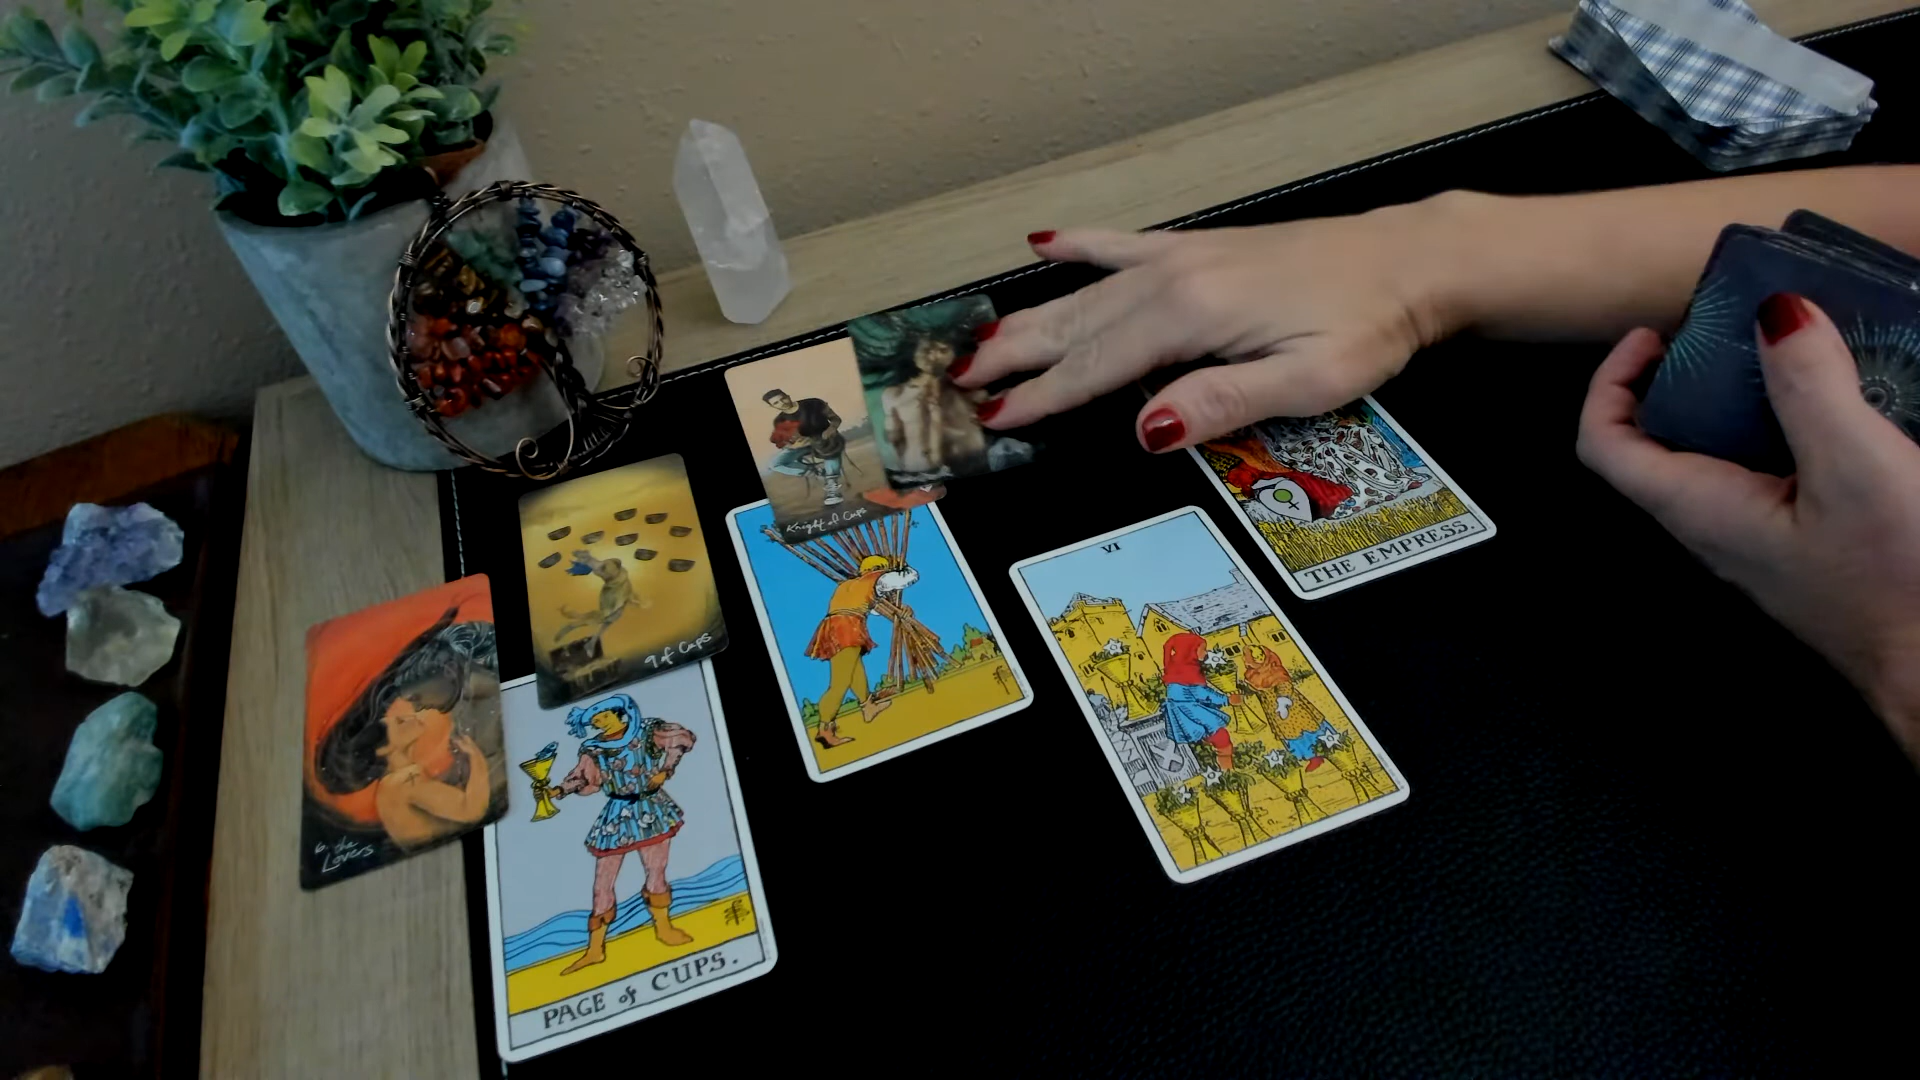 Knight of Cups
9 of Cups
6. the
Lovers
VI
THE EMPRESS.
PAGE of CUPS.